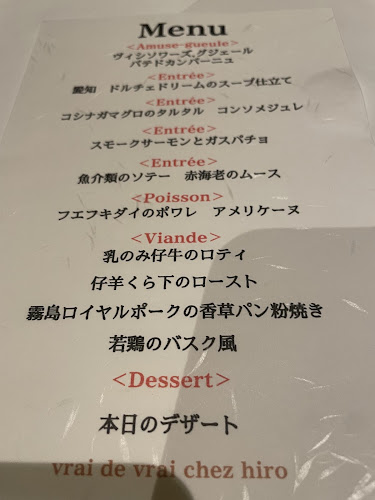 Menu
<Amuse-gueule>
ヴィシソワーズ,グジェール
パテドカンパーニュ
<Entrée>
愛知 ドルチェドリームのスープ仕立て
<Entrée>
コシナガマグロのタルタル コンソメジュレ
<Entrée>
スモークサーモンとガスパチョ
<Entrée>
魚介類のソテー 赤海老のムース
<Poisson>
フエフキダイのポワレ アメリケーヌ
<Viande>
乳のみ仔牛のロティ
仔羊くら下のロースト
霧島ロイヤルポークの香草パン粉焼き
若鶏のバスク風
<Dessert>
本日のデザート
vrai de vrai chez hiro